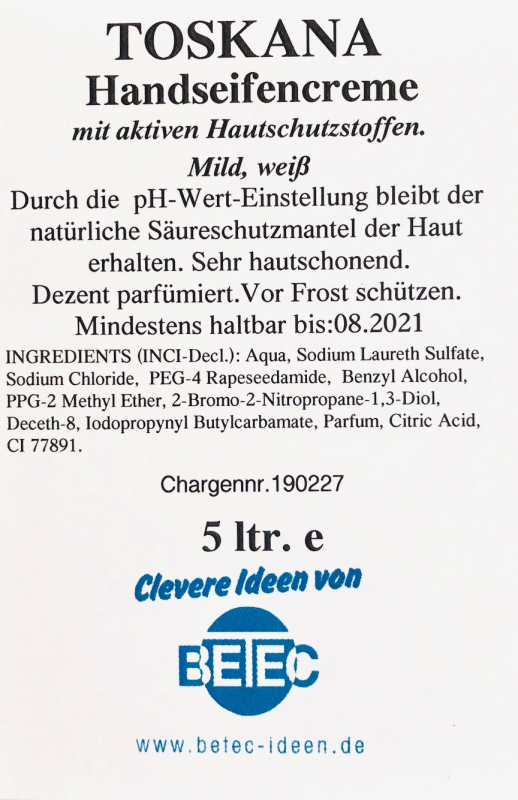 TOSKANA
Handseifencreme
mit aktiven Hautschutzstoffen.
Mild, weiß
Durch die pH-Wert-Einstellung bleibt der
natürliche Säureschutzmantel der Haut
erhalten. Sehr hautschonend.
Dezent parfümiert.Vor Frost schützen.
Mindestens haltbar bis:08.2021
INGREDIENTS (INCI-Decl.): Aqua, Sodium Laureth Sulfate,
Sodium Chloride, PEG-4 Rapeseedamide, Benzyl Alcohol,
PPG-2 Methyl Ether, 2-Bromo-2-Nitropropane-1,3-Diol,
Deceth-8, Iodopropynyl Butylcarbamate, Parfum, Citric Acid,
CI 77891.
Chargennr.190227
5 ltr. e
Clevere Ideen von
BETEC
www.betec-ideen.de